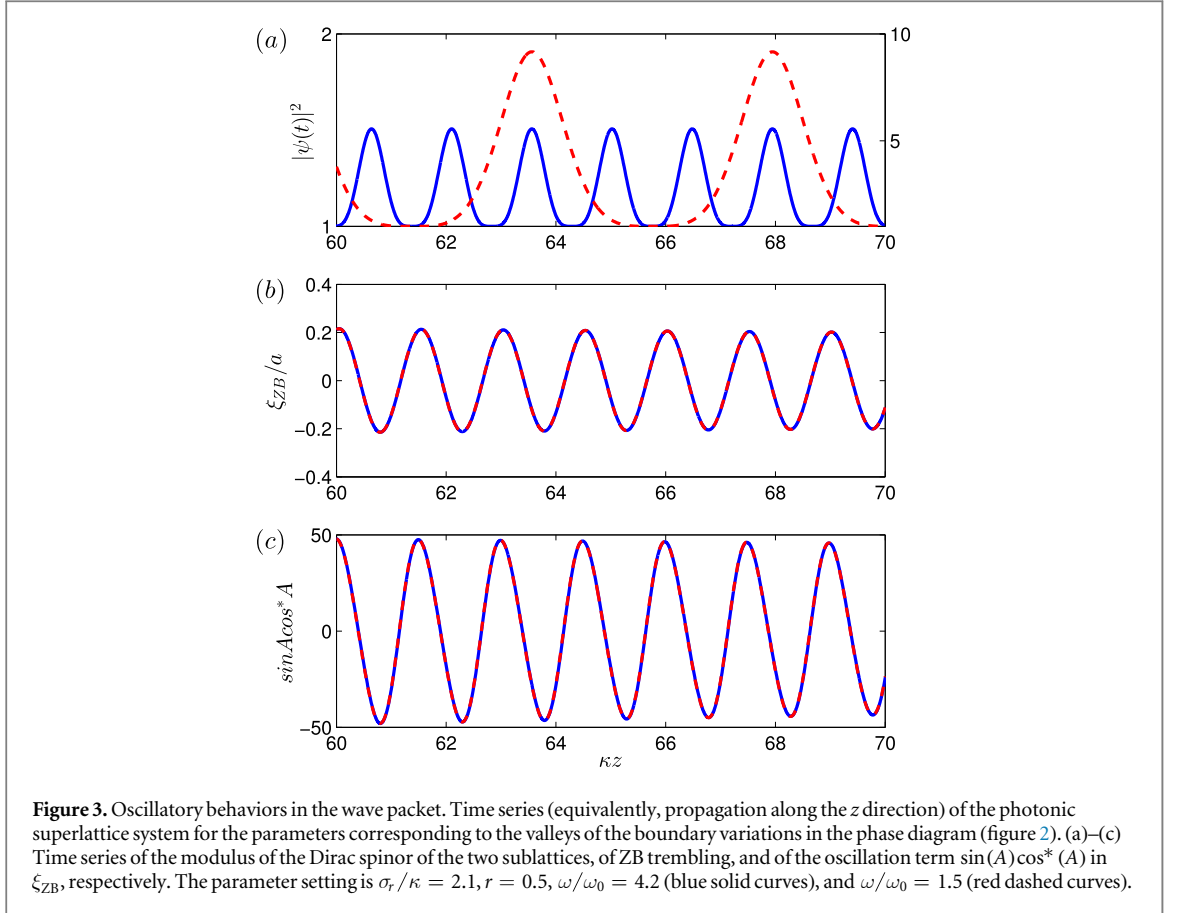 (a)
2
10
|ψ(t)|²
5
1
60 62 64 66 68 70
(b)
0.4
0.2
ξ_ZB/a
0
−0.2
−0.4
60 62 64 66 68 70
(c)
50
sinAcos* A
0
−50
60 62 64 66 68 70
κz
Figure 3. Oscillatory behaviors in the wave packet. Time series (equivalently, propagation along the z direction) of the photonic
superlattice system for the parameters corresponding to the valleys of the boundary variations in the phase diagram (figure 2). (a)–(c)
Time series of the modulus of the Dirac spinor of the two sublattices, of ZB trembling, and of the oscillation term sin(A)cos* (A) in
ξ_ZB, respectively. The parameter setting is σ_r/κ = 2.1, r = 0.5, ω/ω₀ = 4.2 (blue solid curves), and ω/ω₀ = 1.5 (red dashed curves).